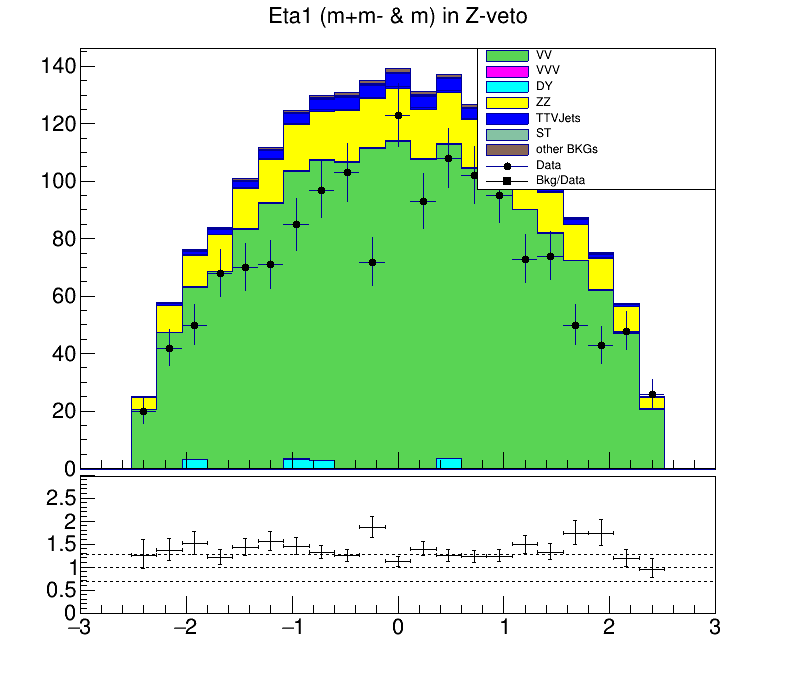 Eta1 (m+m- & m) in Z-veto
140
120
100
80
60
40
20
0
VV
VVV
DY
ZZ
TTVJets
ST
other BKGs
Data
Bkg/Data
2.5
2
1.5
1
0.5
0
−3 −2 −1 0 1 2 3